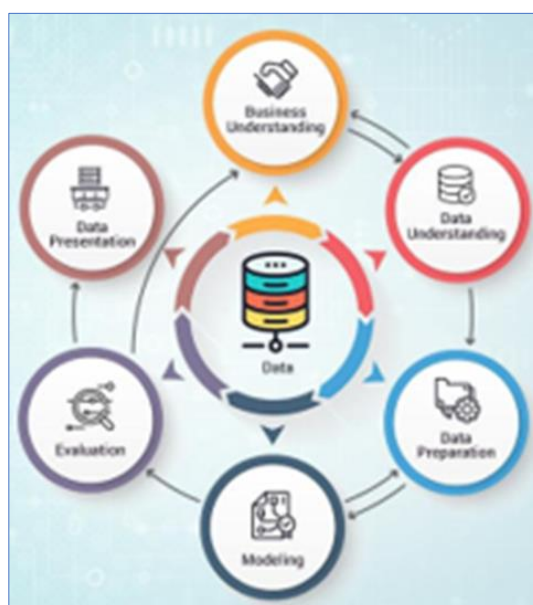 Business
Understanding
Data
Understanding
Data
Preparation
Modeling
Evaluation
Data
Presentation
Data